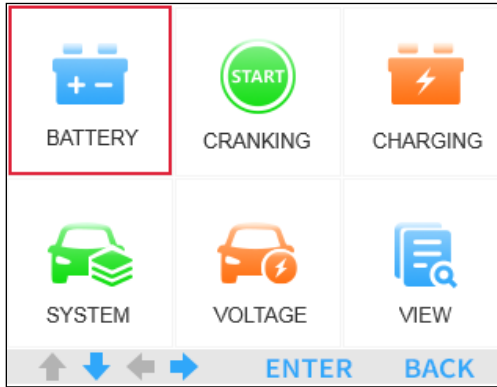 START
BATTERY CRANKING CHARGING
SYSTEM VOLTAGE VIEW
ENTER BACK